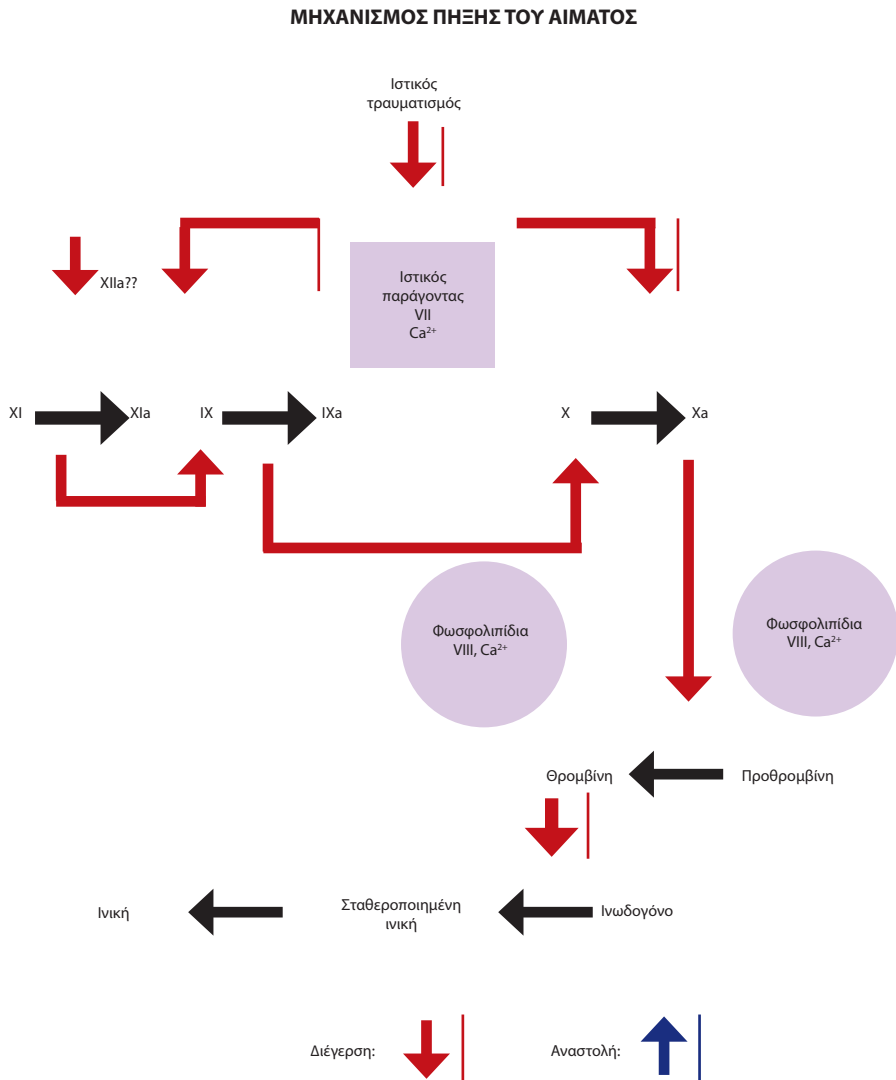 ΜΗΧΑΝΙΣΜΟΣ ΠΗΞΗΣ ΤΟΥ ΑΙΜΑΤΟΣ
Ιστικός
τραυματισμός
XIIa??
Ιστικός
παράγοντας
VII
Ca²⁺
XI
XIa
IX
IXa
X
Xa
Φωσφολιπίδια
VIII, Ca²⁺
Φωσφολιπίδια
VIII, Ca²⁺
Θρομβίνη
Προθρομβίνη
Ινική
Σταθεροποιημένη
ινική
Ινωδογόνο
Διέγερση:
Αναστολή: